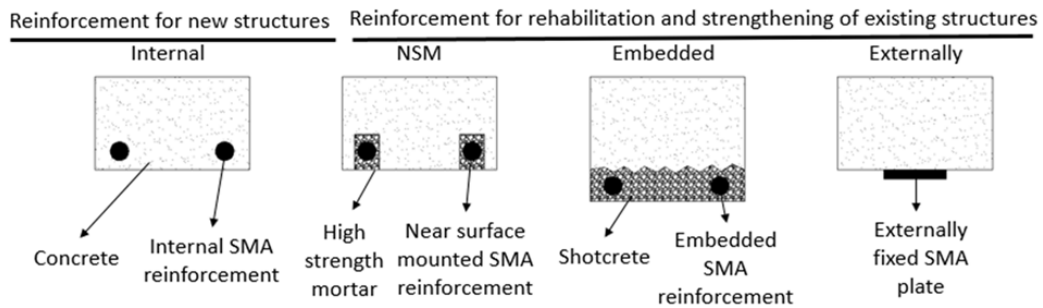 Reinforcement for new structures
Reinforcement for rehabilitation and strengthening of existing structures
Internal
NSM
Embedded
Externally
Concrete
Internal SMA
reinforcement
High
strength
mortar
Near surface
mounted SMA
reinforcement
Shotcrete
Embedded
SMA
reinforcement
Externally
fixed SMA
plate